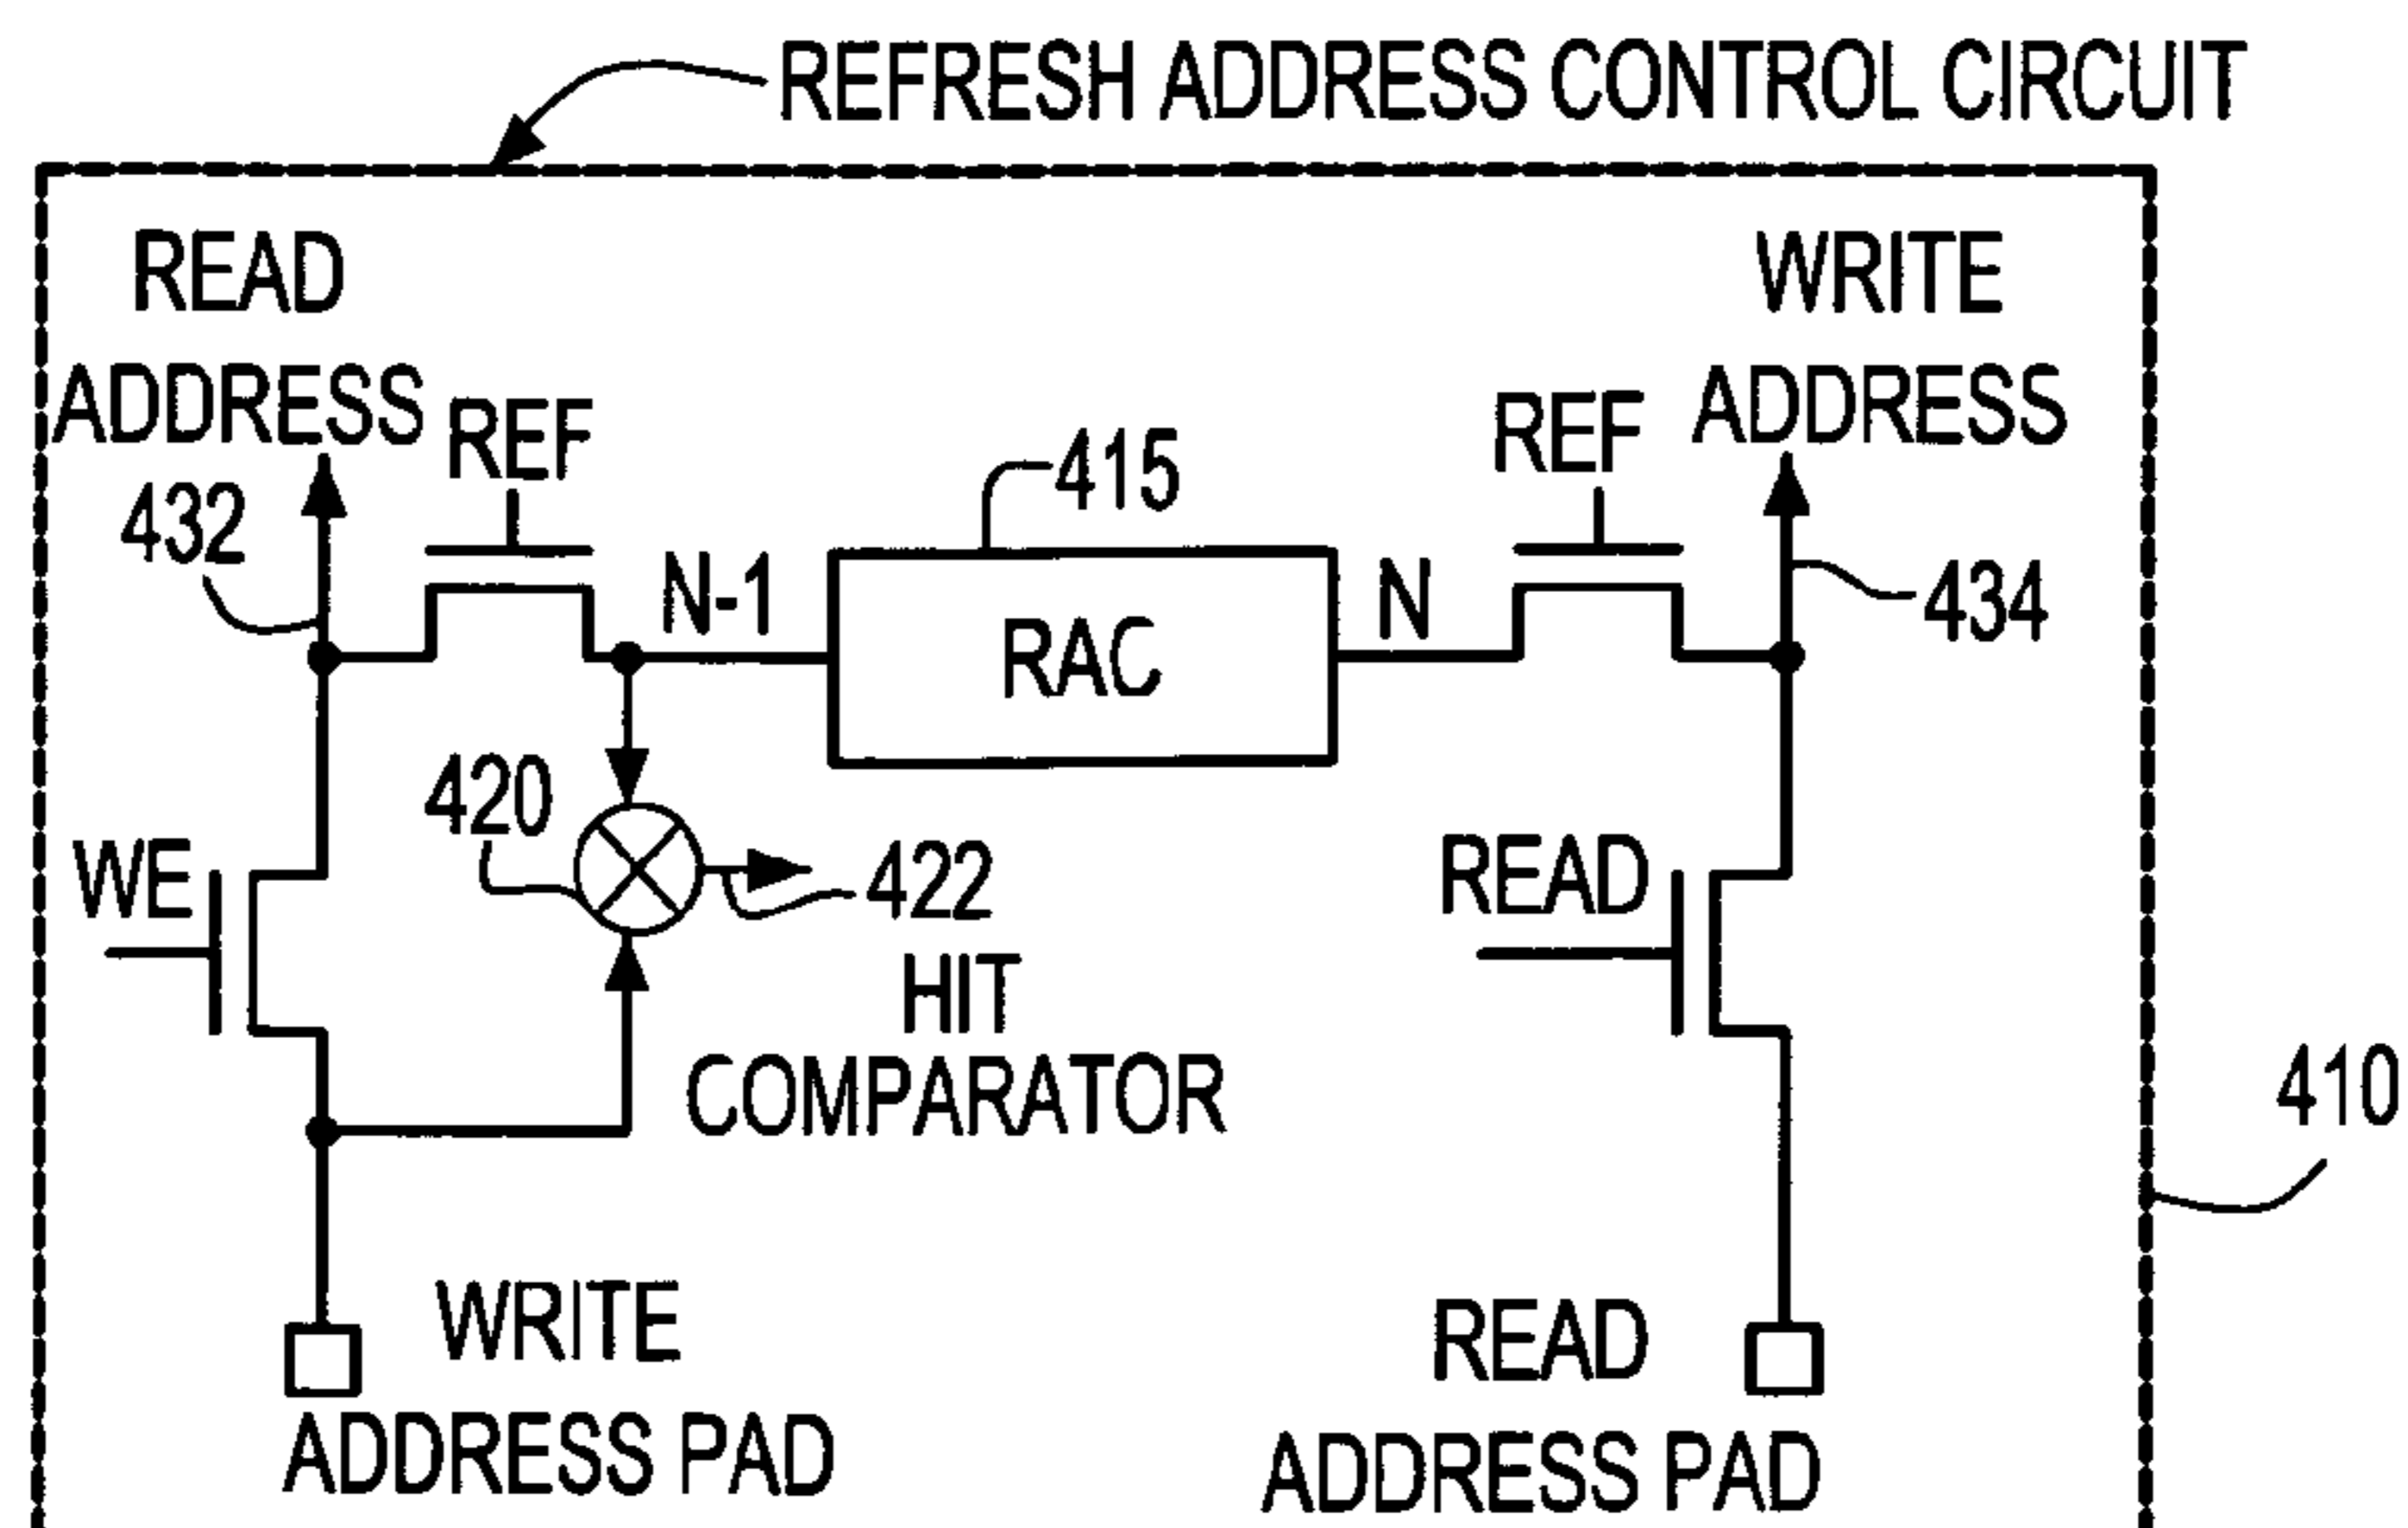 REFRESH ADDRESS CONTROL CIRCUIT
READ
ADDRESS
WRITE
ADDRESS
REF
415
REF
432
N-1
RAC
N
434
420
WE
422
HIT
COMPARATOR
READ
410
WRITE
ADDRESS PAD
READ
ADDRESS PAD